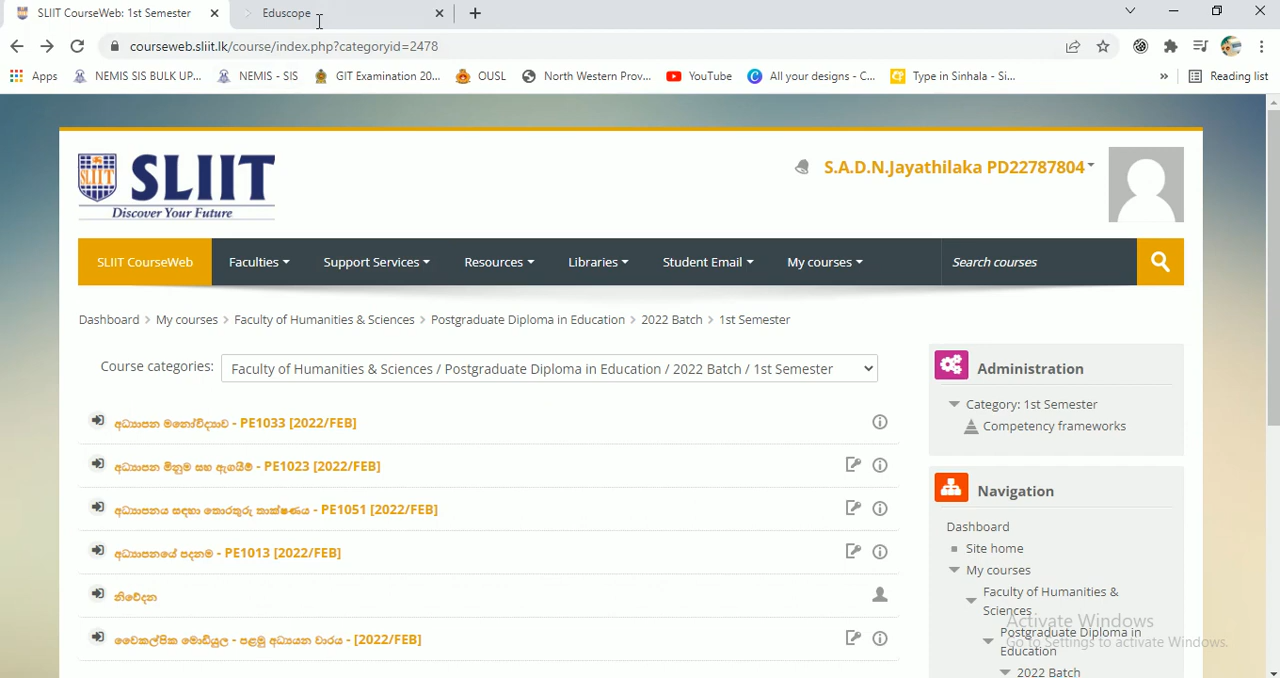 SLIIT CourseWeb: 1st Semester
Eduscope
courseweb.sliit.lk/course/index.php?categoryid=2478
Apps NEMIS SIS BULK UP... NEMIS - SIS GIT Examination 20... OUSL North Western Prov... YouTube All your designs - C... Type in Sinhala - Si... » Reading list
SLIIT
SLIIT
Discover Your Future
S.A.D.N.Jayathilaka PD22787804
SLIIT CourseWeb Faculties Support Services Resources Libraries Student Email My courses Search courses
Dashboard > My courses > Faculty of Humanities & Sciences > Postgraduate Diploma in Education > 2022 Batch > 1st Semester
Course categories: Faculty of Humanities & Sciences / Postgraduate Diploma in Education / 2022 Batch / 1st Semester
අධ්‍යාපන මනෝවිද්‍යාව - PE1033 [2022/FEB]
අධ්‍යාපන මිනුම සහ ඇගයීම් - PE1023 [2022/FEB]
අධ්‍යාපනය සඳහා තොරතුරු තාක්ෂණය - PE1051 [2022/FEB]
අධ්‍යාපනයේ පදනම - PE1013 [2022/FEB]
නිවේදන
වෛකල්පික මොඩියුල - පළමු අධ්‍යයන වාරය - [2022/FEB]
Administration
Category: 1st Semester
Competency frameworks
Navigation
Dashboard
Site home
My courses
Faculty of Humanities &
Sciences
Postgraduate Diploma in
Education
2022 Batch
Activate Windows
Go to Settings to activate Windows.